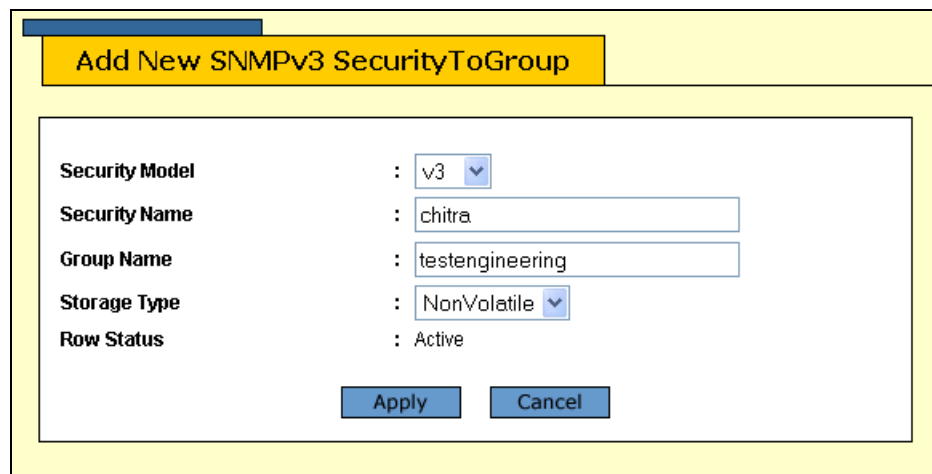 Add New SNMPv3 SecurityToGroup
Security Model : v3
Security Name : chitra
Group Name : testengineering
Storage Type : NonVolatile
Row Status : Active
Apply Cancel